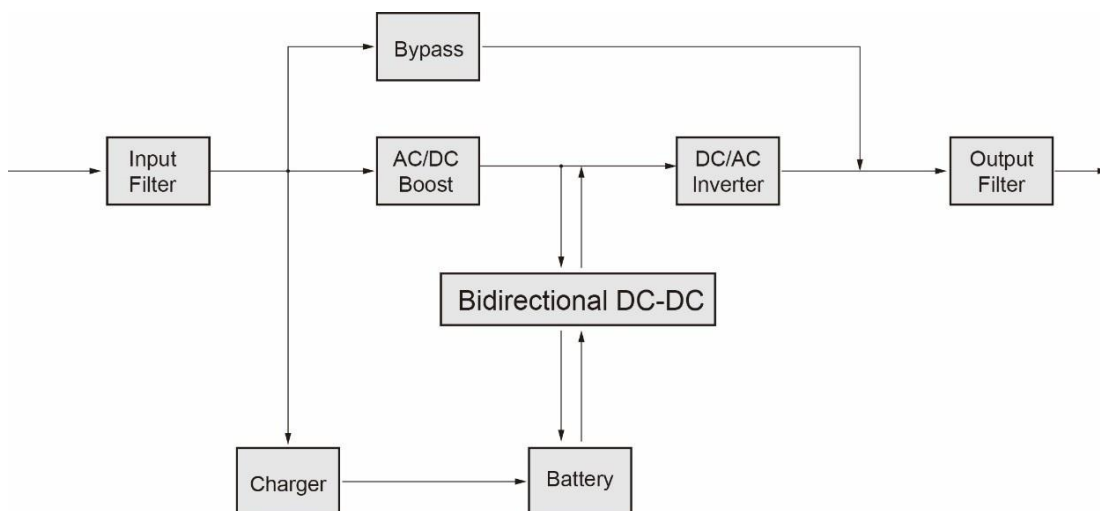 Bypass
Input
Filter
AC/DC
Boost
DC/AC
Inverter
Output
Filter
Bidirectional DC-DC
Charger
Battery